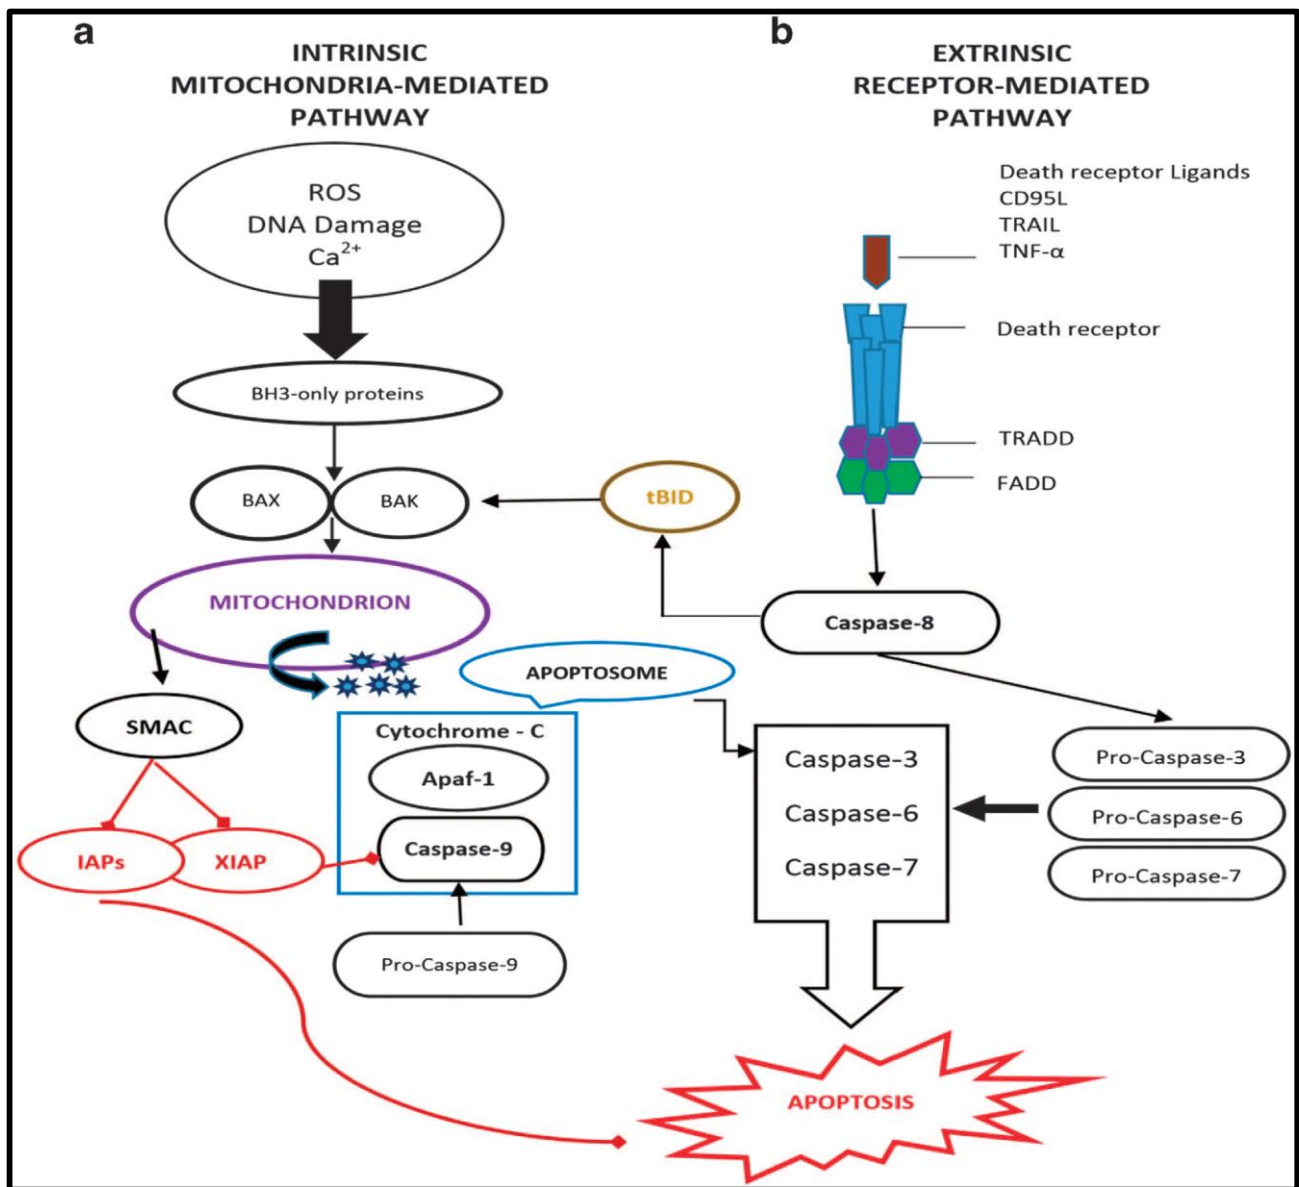 a
INTRINSIC
MITOCHONDRIA-MEDIATED
PATHWAY
ROS
DNA Damage
Ca²⁺
BH3-only proteins
BAX
BAK
MITOCHONDRION
SMAC
IAPs
XIAP
APOPTOSOME
Cytochrome - C
Apaf-1
Caspase-9
Pro-Caspase-9
tBID
b
EXTRINSIC
RECEPTOR-MEDIATED
PATHWAY
Death receptor Ligands
CD95L
TRAIL
TNF-α
Death receptor
TRADD
FADD
Caspase-8
Pro-Caspase-3
Pro-Caspase-6
Pro-Caspase-7
Caspase-3
Caspase-6
Caspase-7
APOPTOSIS